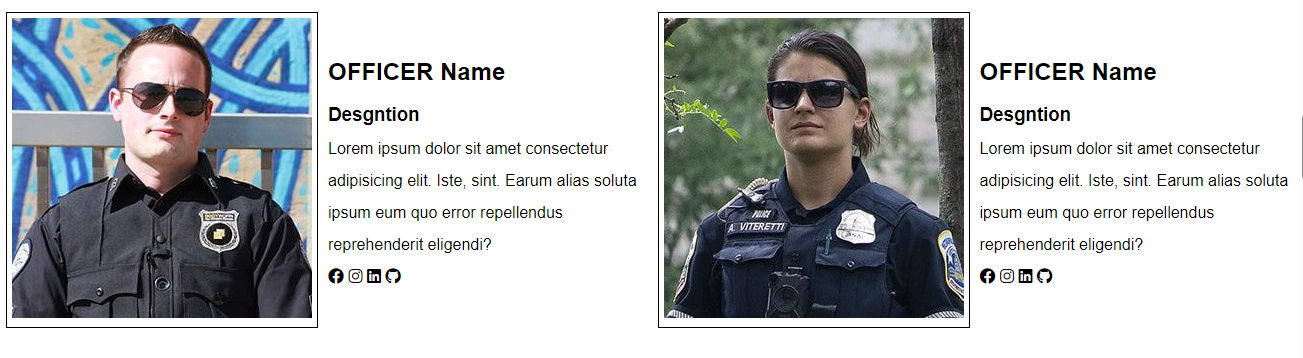 OFFICER Name
Desgntion
Lorem ipsum dolor sit amet consectetur
adipisicing elit. Iste, sint. Earum alias soluta
ipsum eum quo error repellendus
reprehenderit eligendi?
POLICE
A. VITERETTI
OFFICER Name
Desgntion
Lorem ipsum dolor sit amet consectetur
adipisicing elit. Iste, sint. Earum alias soluta
ipsum eum quo error repellendus
reprehenderit eligendi?